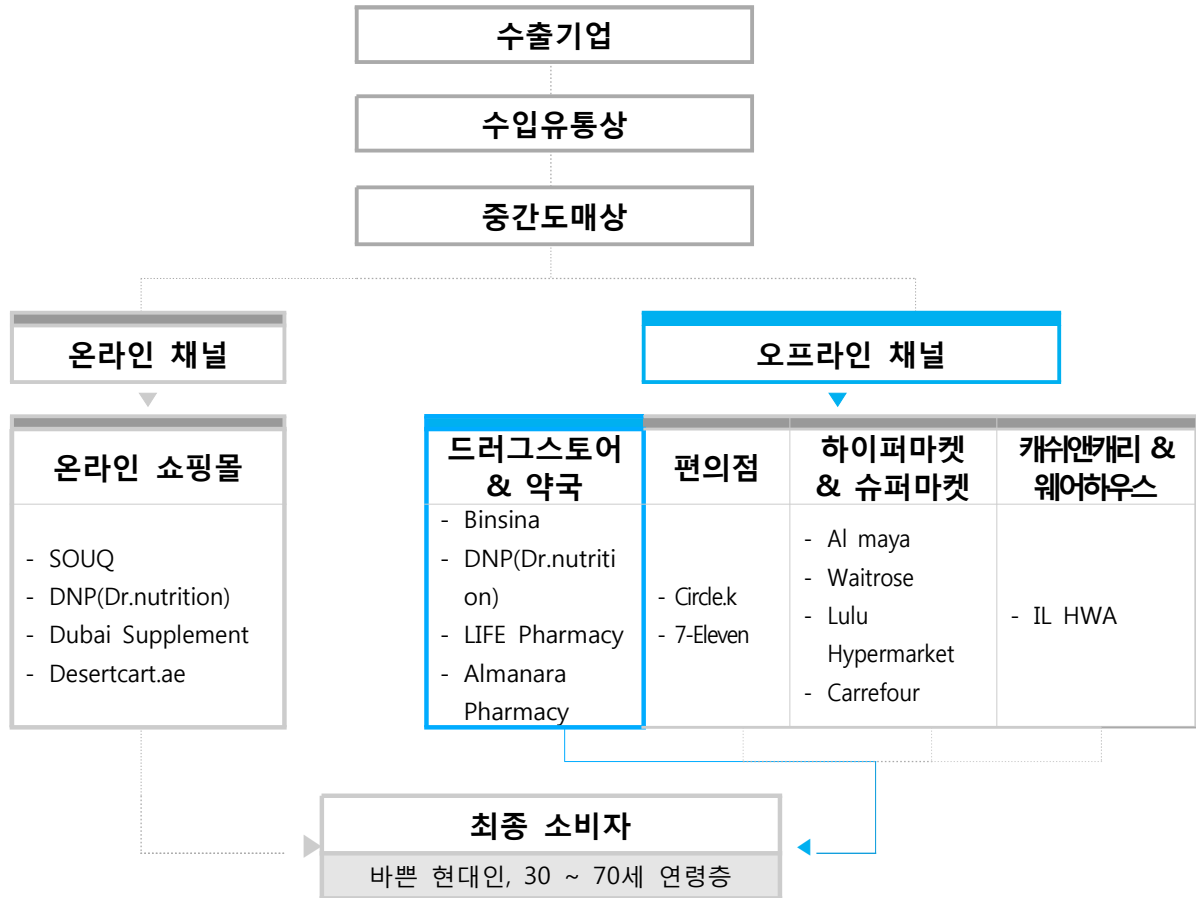 수출기업
수입유통상
중간도매상
온라인 채널
오프라인 채널
온라인 쇼핑몰
- SOUQ
- DNP(Dr.nutrition)
- Dubai Supplement
- Desertcart.ae
드러그스토어
& 약국
- Binsina
- DNP(Dr.nutriti
on)
- LIFE Pharmacy
- Almanara
Pharmacy
편의점
- Circle.k
- 7-Eleven
하이퍼마켓
& 슈퍼마켓
- Al maya
- Waitrose
- Lulu
Hypermarket
- Carrefour
캐쉬앤캐리 &
웨어하우스
- IL HWA
최종 소비자
바쁜 현대인, 30 ~ 70세 연령층